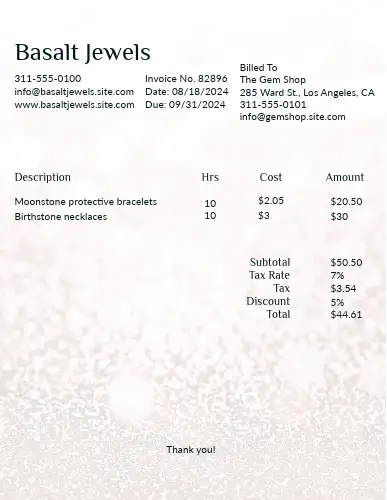 Basalt Jewels
311-555-0100
info@basaltjewels.site.com
www.basaltjewels.site.com
Invoice No. 82896
Date: 08/18/2024
Due: 09/31/2024
Billed To
The Gem Shop
285 Ward St., Los Angeles, CA
311-555-0101
info@gemshop.site.com
Description Hrs Cost Amount
Moonstone protective bracelets 10 $2.05 $20.50
Birthstone necklaces 10 $3 $30
Subtotal $50.50
Tax Rate 7%
Tax $3.54
Discount 5%
Total $44.61
Thank you!